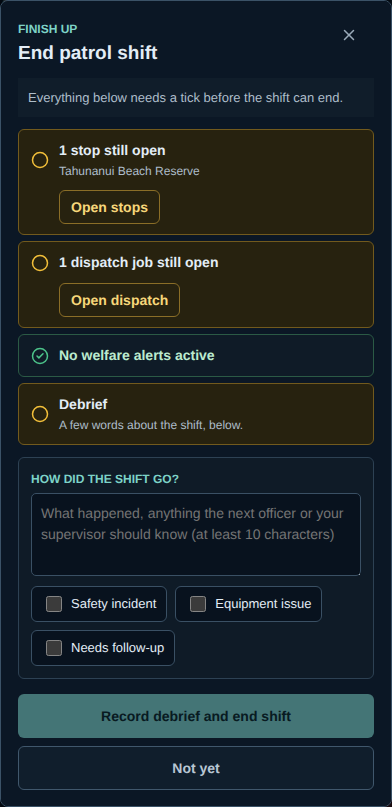 FINISH UP
End patrol shift
Everything below needs a tick before the shift can end.
1 stop still open
Tahunanui Beach Reserve
Open stops
1 dispatch job still open
Open dispatch
No welfare alerts active
Debrief
A few words about the shift, below.
HOW DID THE SHIFT GO?
What happened, anything the next officer or your
supervisor should know (at least 10 characters)
Safety incident
Equipment issue
Needs follow-up
Record debrief and end shift
Not yet